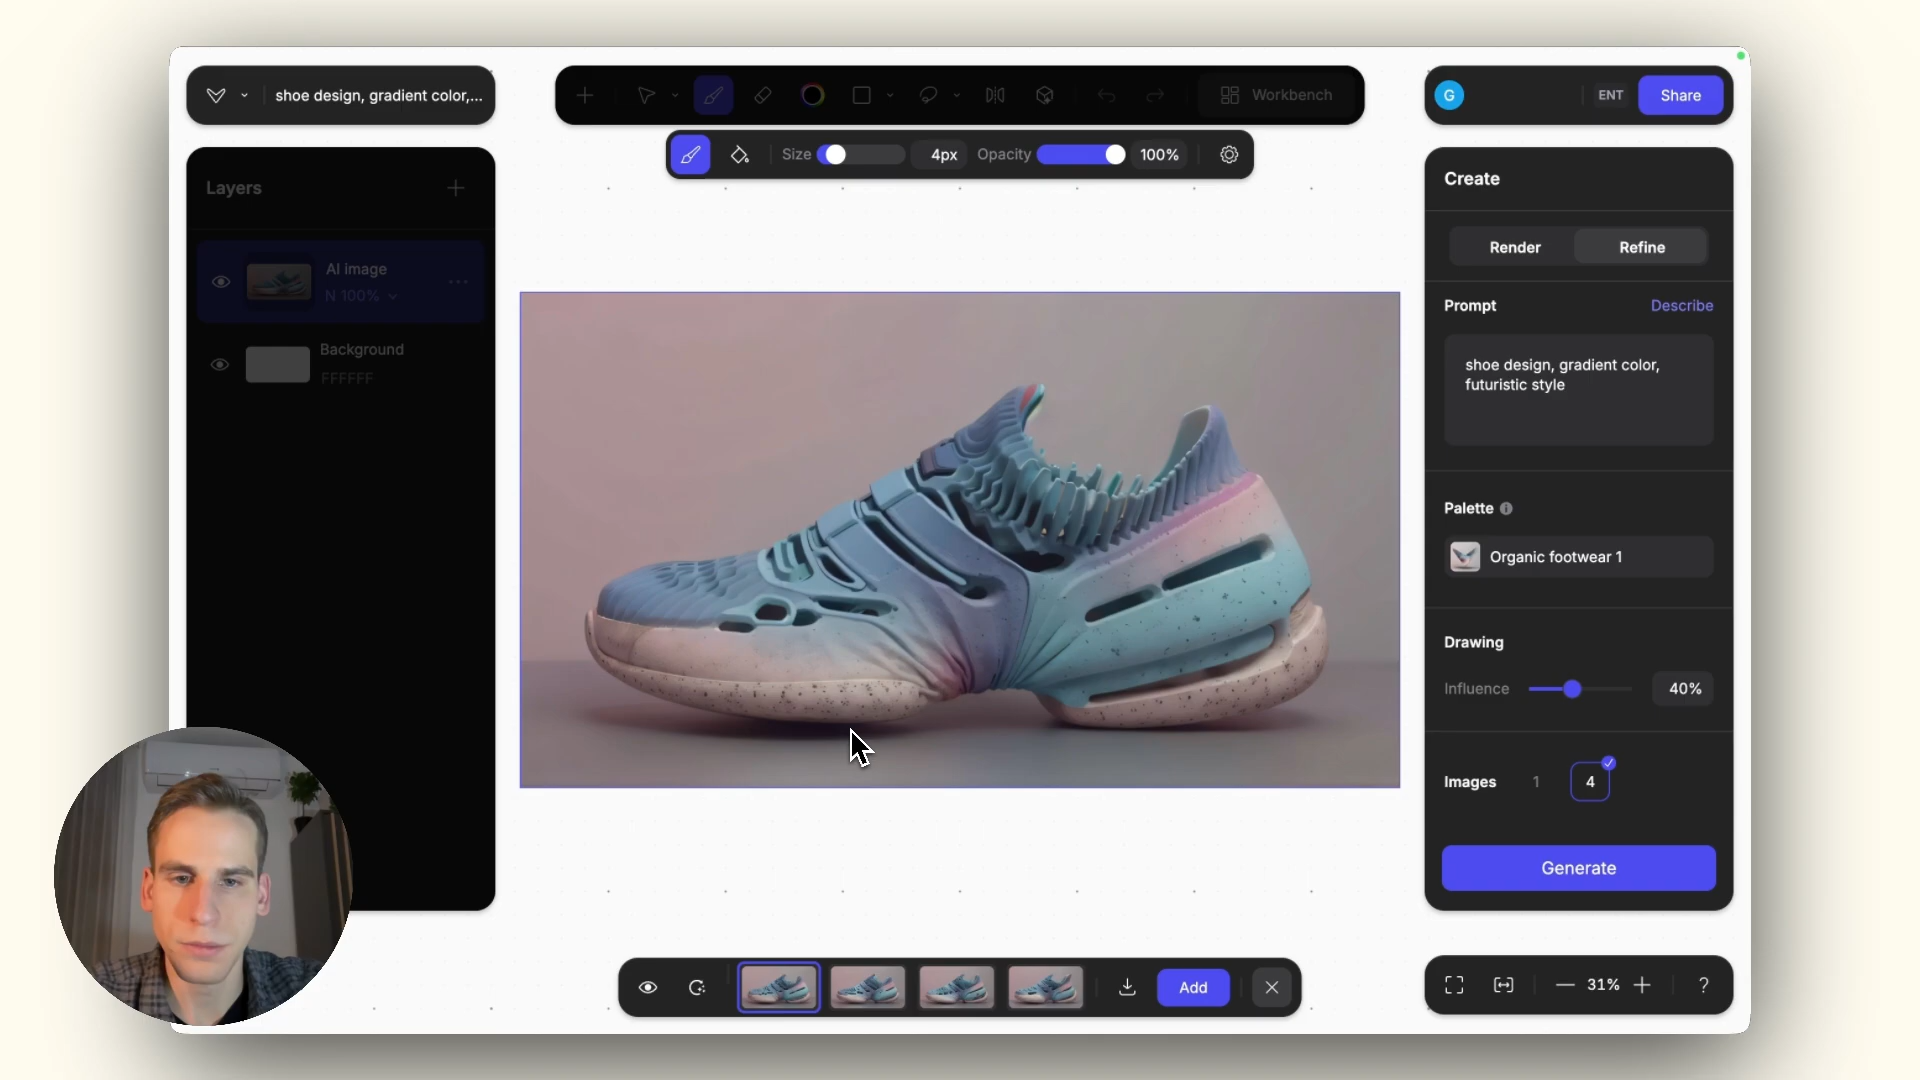 shoe design, gradient color,...
Workbench
G
ENT
Share
Size
4px
Opacity
100%
Layers
AI image
N 100%
Background
FFFFFF
Create
Render
Refine
Prompt
Describe
shoe design, gradient color,
futuristic style
Palette
Organic footwear 1
Drawing
Influence
40%
Images
1
4
Generate
Add
31%
?